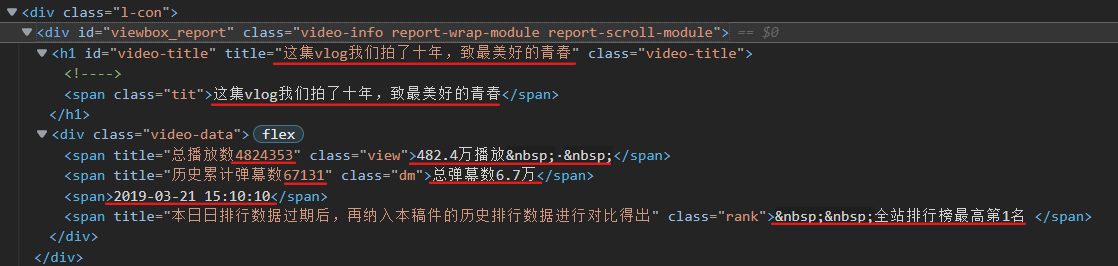 <div class="l-con">
<div id="viewbox_report" class="video-info report-wrap-module report-scroll-module"> == $0
<h1 id="video-title" title="这集vlog我们拍了十年，致最美好的青春" class="video-title">
<!---->
<span class="tit">这集vlog我们拍了十年，致最美好的青春</span>
</h1>
<div class="video-data"> flex
<span title="总播放数4824353" class="view">482.4万播放&nbsp;·&nbsp;</span>
<span title="历史累计弹幕数67131" class="dm">总弹幕数6.7万</span>
<span>2019-03-21 15:10:10</span>
<span title="本日日排行数据过期后，再纳入本稿件的历史排行数据进行对比得出" class="rank">&nbsp;&nbsp;全站排行榜最高第1名 </span>
</div>
</div>